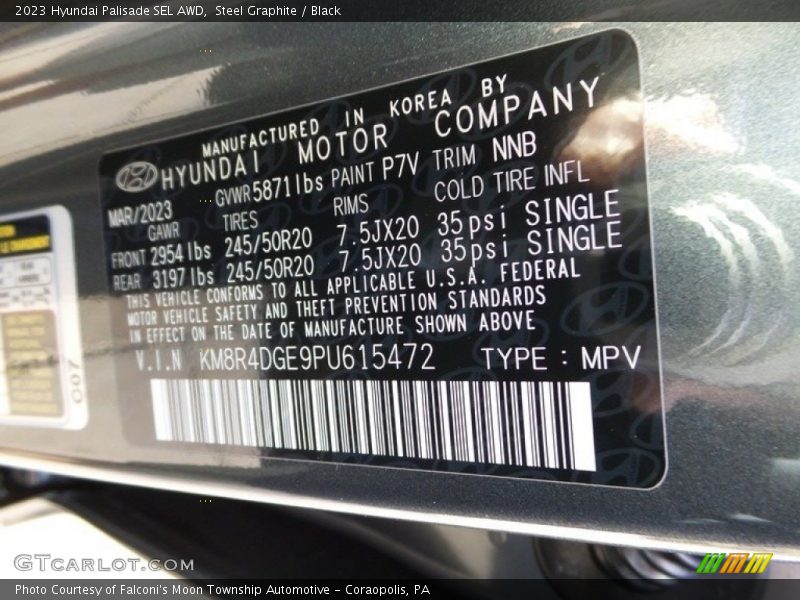 2023 Hyundai Palisade SEL AWD, Steel Graphite / Black
MANUFACTURED IN KOREA BY
HYUNDAI MOTOR COMPANY
MAR/2023 GVWR 5871 lbs PAINT P7V TRIM NNB
GAWR TIRES RIMS COLD TIRE INFL
FRONT 2954 lbs 245/50R20 7.5JX20 35psi SINGLE
REAR 3197 lbs 245/50R20 7.5JX20 35psi SINGLE
THIS VEHICLE CONFORMS TO ALL APPLICABLE U.S.A. FEDERAL
MOTOR VEHICLE SAFETY AND THEFT PREVENTION STANDARDS
IN EFFECT ON THE DATE OF MANUFACTURE SHOWN ABOVE
V.I.N KM8R4DGE9PU615472 TYPE : MPV
C07
GTcarlot.com
Photo Courtesy of Falconi's Moon Township Automotive - Coraopolis, PA